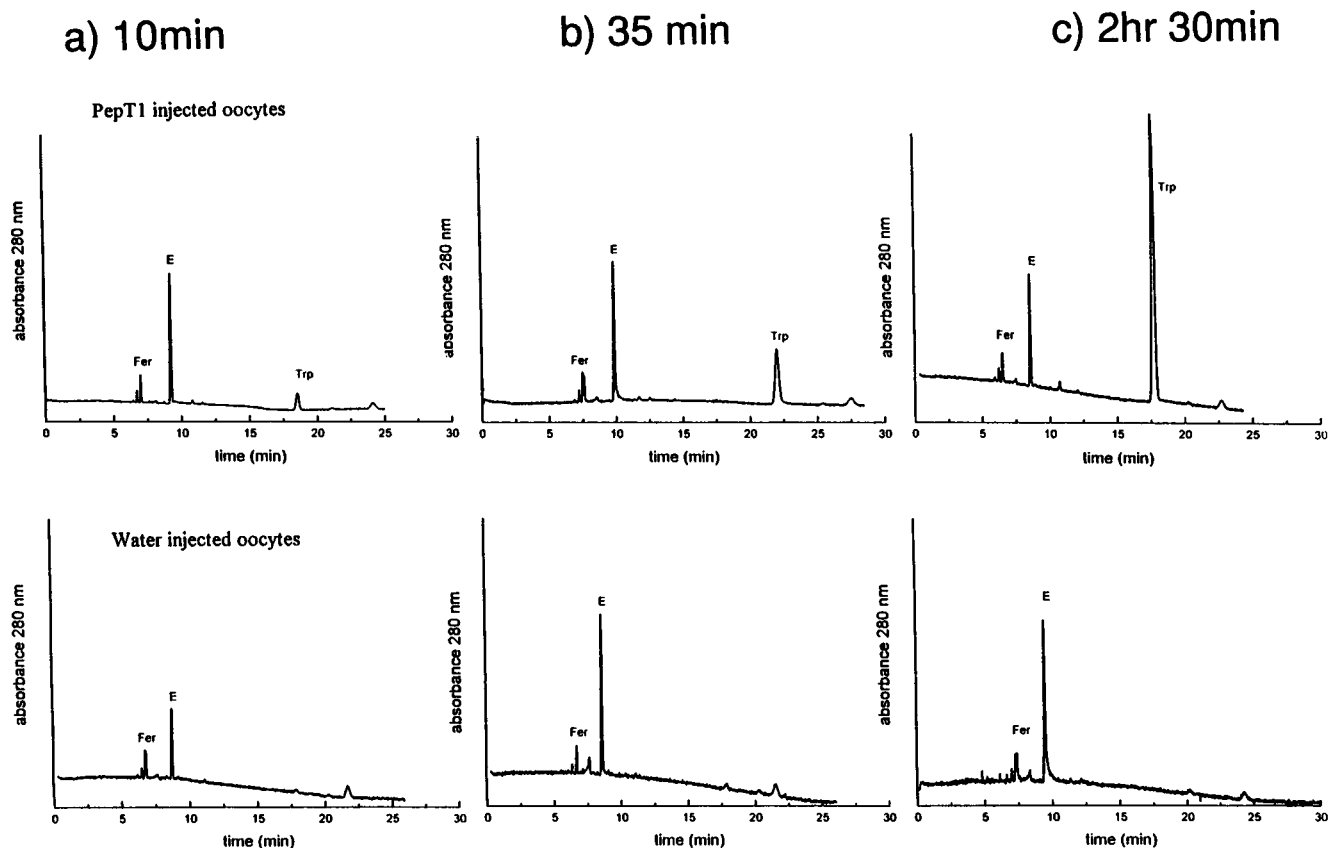 a) 10min
b) 35 min
c) 2hr 30min
PepT1 injected oocytes
absorbance 280 nm
Fer
E
Trp
0 5 10 15 20 25 30
time (min)
absorbance 280 nm
Fer
E
Trp
0 5 10 15 20 25 30
time (min)
absorbance 280 nm
Fer
E
Trp
0 5 10 15 20 25 30
time (min)
Water injected oocytes
absorbance 280 nm
Fer
E
0 5 10 15 20 25 30
time (min)
absorbance 280 nm
Fer
E
0 5 10 15 20 25 30
time (min)
absorbance 280 nm
Fer
E
0 5 10 15 20 25 30
time (min)